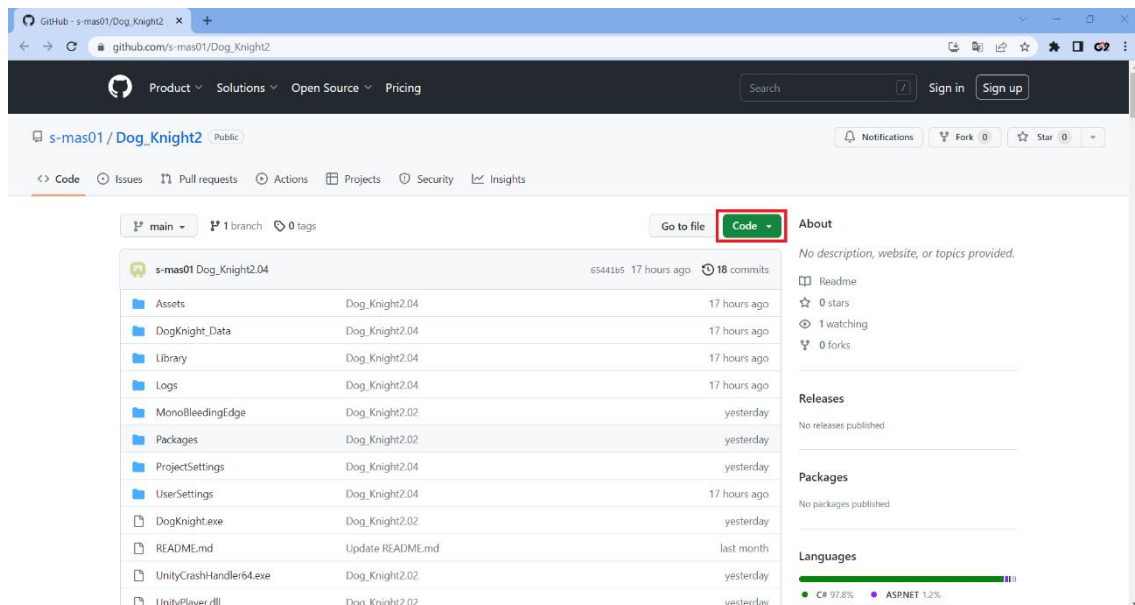 GitHub - s-mas01/Dog_Knight2
github.com/s-mas01/Dog_Knight2
Product Solutions Open Source Pricing Search / Sign in Sign up
s-mas01 / Dog_Knight2 Public Notifications Fork 0 Star 0
Code Issues Pull requests Actions Projects Security Insights
main 1 branch 0 tags Go to file Code
s-mas01 Dog_Knight2.04 65441b5 17 hours ago 18 commits
Assets Dog_Knight2.04 17 hours ago
DogKnight_Data Dog_Knight2.04 17 hours ago
Library Dog_Knight2.04 17 hours ago
Logs Dog_Knight2.04 17 hours ago
MonoBleedingEdge Dog_Knight2.02 yesterday
Packages Dog_Knight2.02 yesterday
ProjectSettings Dog_Knight2.04 yesterday
UserSettings Dog_Knight2.04 17 hours ago
DogKnight.exe Dog_Knight2.02 yesterday
README.md Update README.md last month
UnityCrashHandler64.exe Dog_Knight2.02 yesterday
UnityPlayer.dll Dog_Knight2.02 yesterday
About
No description, website, or topics provided.
Readme
0 stars
1 watching
0 forks
Releases
No releases published
Packages
No packages published
Languages
C# 97.8% ASP.NET 1.2%